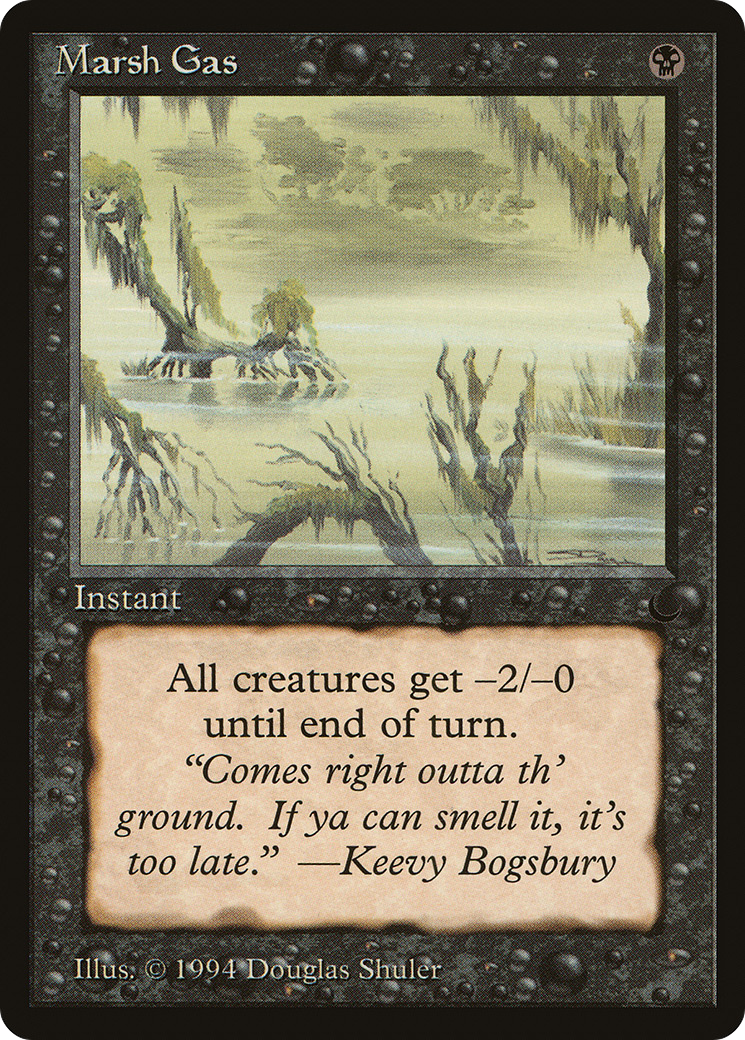 Marsh Gas
Instant
All creatures get –2/–0
until end of turn.
“Comes right outta th’
ground. If ya can smell it, it’s
too late.” —Keevy Bogsbury
Illus. © 1994 Douglas Shuler